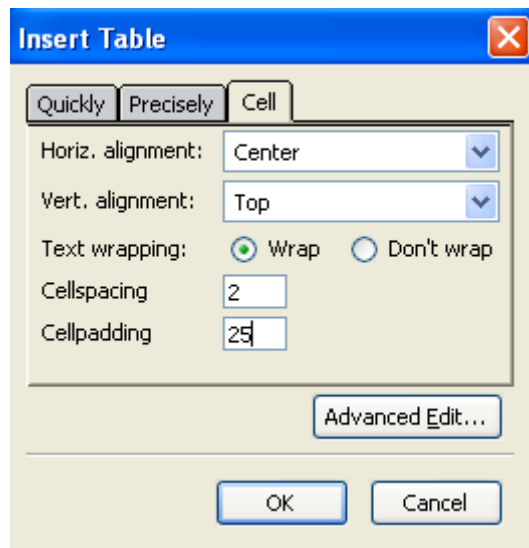 Insert Table
Quickly Precisely Cell
Horiz. alignment: Center
Vert. alignment: Top
Text wrapping: Wrap Don't wrap
Cellspacing 2
Cellpadding 25
Advanced Edit...
OK Cancel